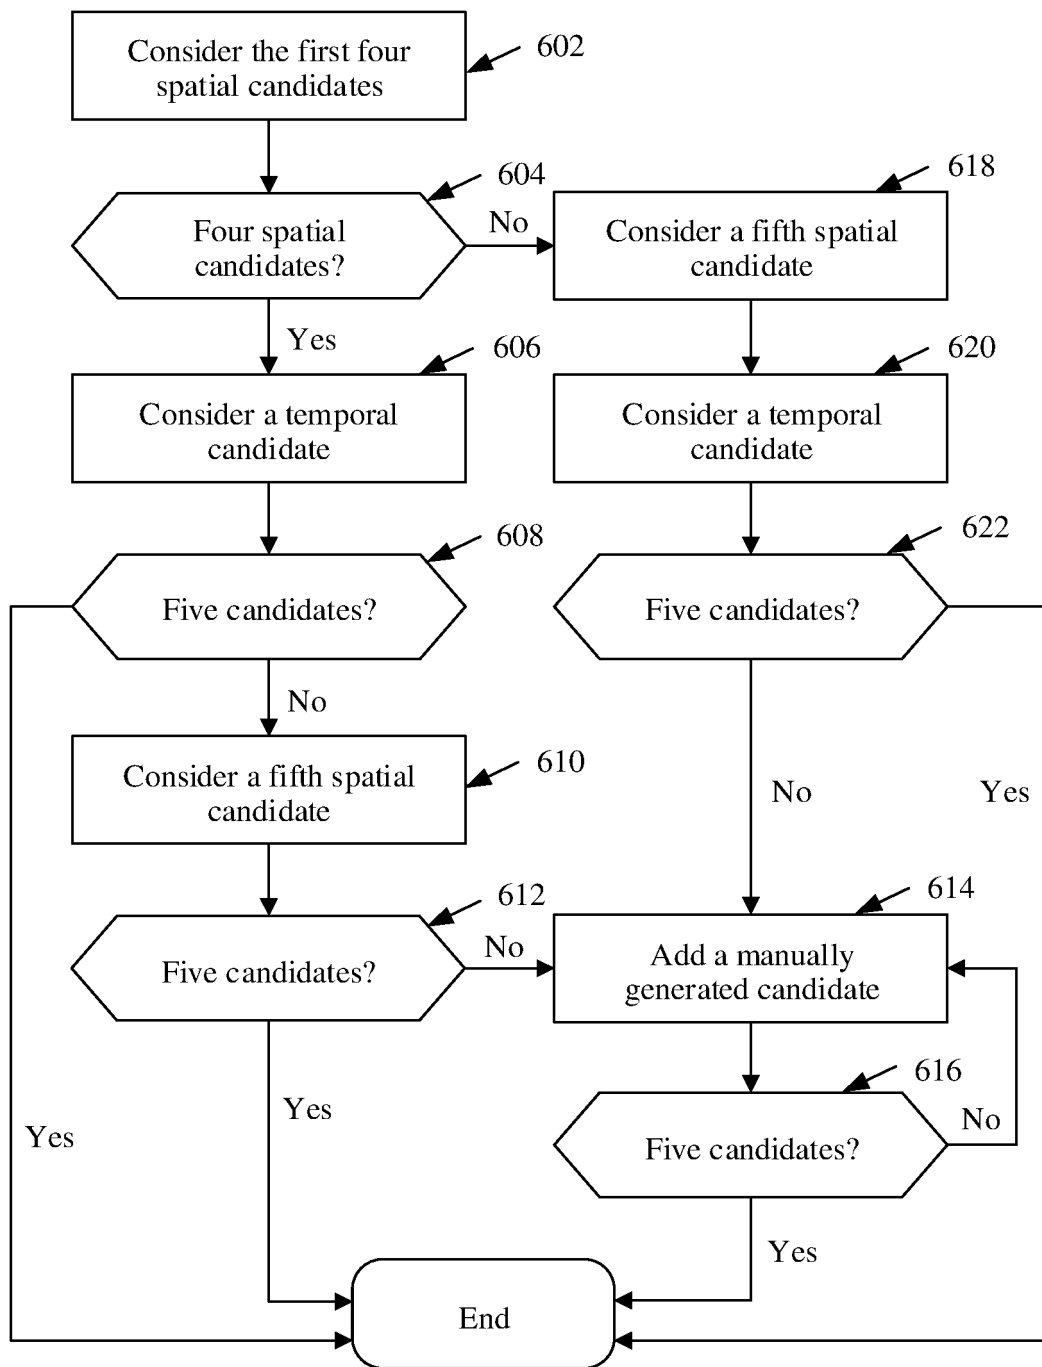 Consider the first four
spatial candidates
602
604
Four spatial
candidates?
No
618
Consider a fifth spatial
candidate
Yes
606
Consider a temporal
candidate
620
Consider a temporal
candidate
608
Five candidates?
622
Five candidates?
No
Consider a fifth spatial
candidate
610
No
Yes
612
Five candidates?
No
614
Add a manually
generated candidate
Yes
Yes
616
Five candidates?
No
Yes
End